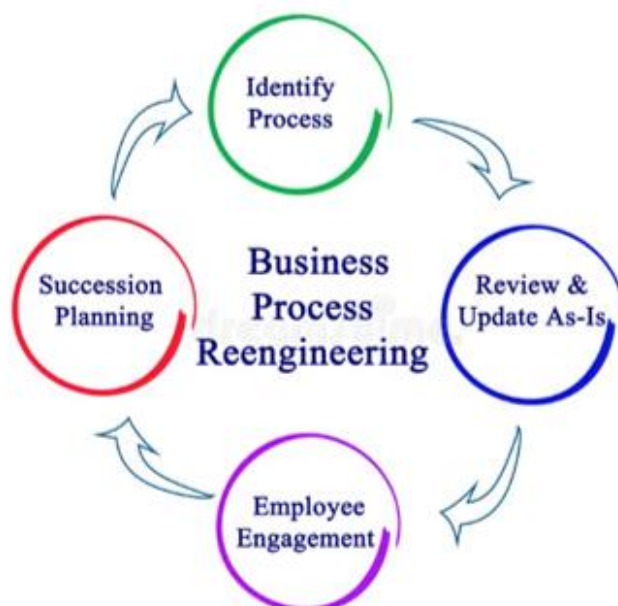 Identify
Process
Succession
Planning
Business
Process
Reengineering
Review &
Update As-Is
Employee
Engagement